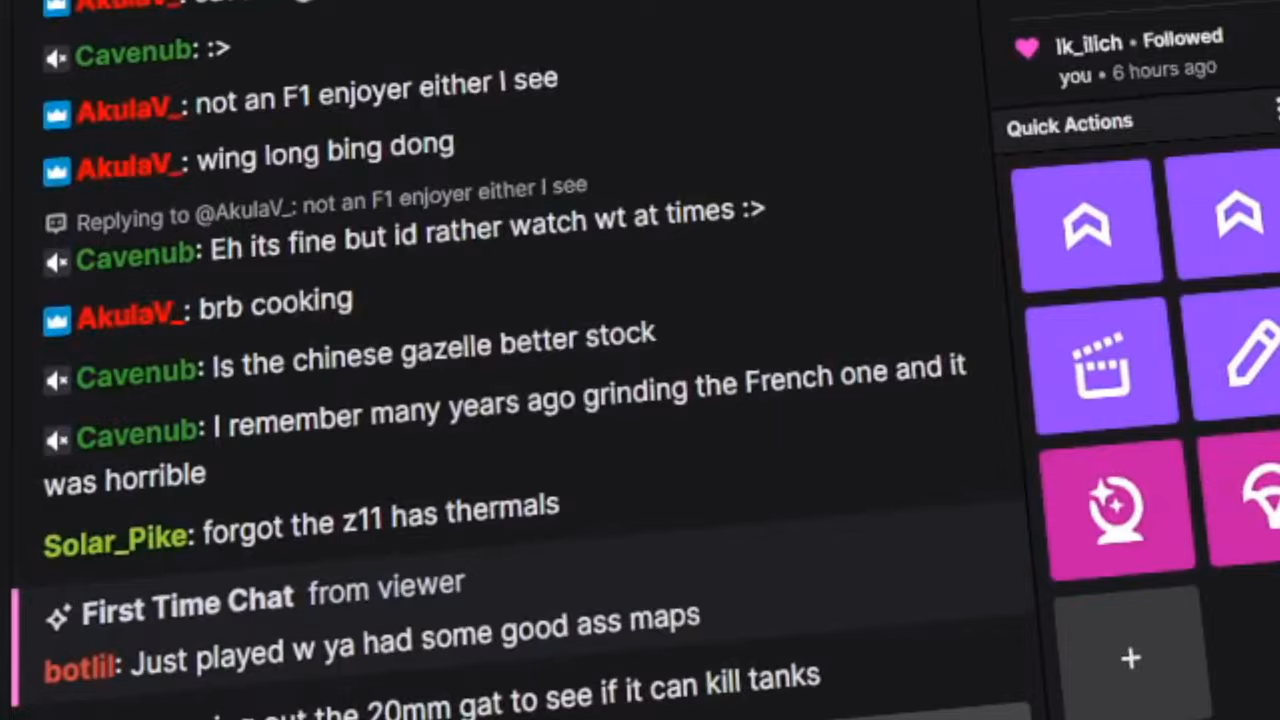 AkulaV_:
Cavenub: :>
AkulaV_: not an F1 enjoyer either I see
AkulaV_: wing long bing dong
Replying to @AkulaV_: not an F1 enjoyer either I see
Cavenub: Eh its fine but id rather watch wt at times :>
AkulaV_: brb cooking
Cavenub: Is the chinese gazelle better stock
Cavenub: I remember many years ago grinding the French one and it
was horrible
Solar_Pike: forgot the z11 has thermals
First Time Chat from viewer
botlil: Just played w ya had some good ass maps
out the 20mm gat to see if it can kill tanks
lk_ilich • Followed
you • 6 hours ago
Quick Actions